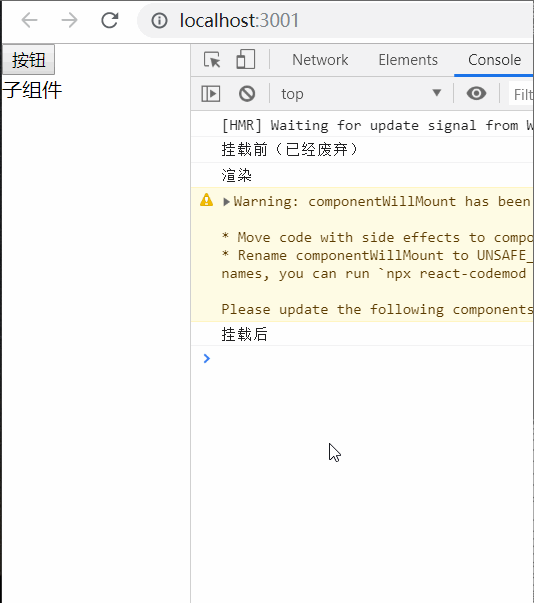 localhost:3001
按钮
子组件
Network Elements Console
top Filt
[HMR] Waiting for update signal from W
挂载前（已经废弃）
渲染
Warning: componentWillMount has been
* Move code with side effects to compo
* Rename componentWillMount to UNSAFE_
names, you can run `npx react-codemod
Please update the following components
挂载后